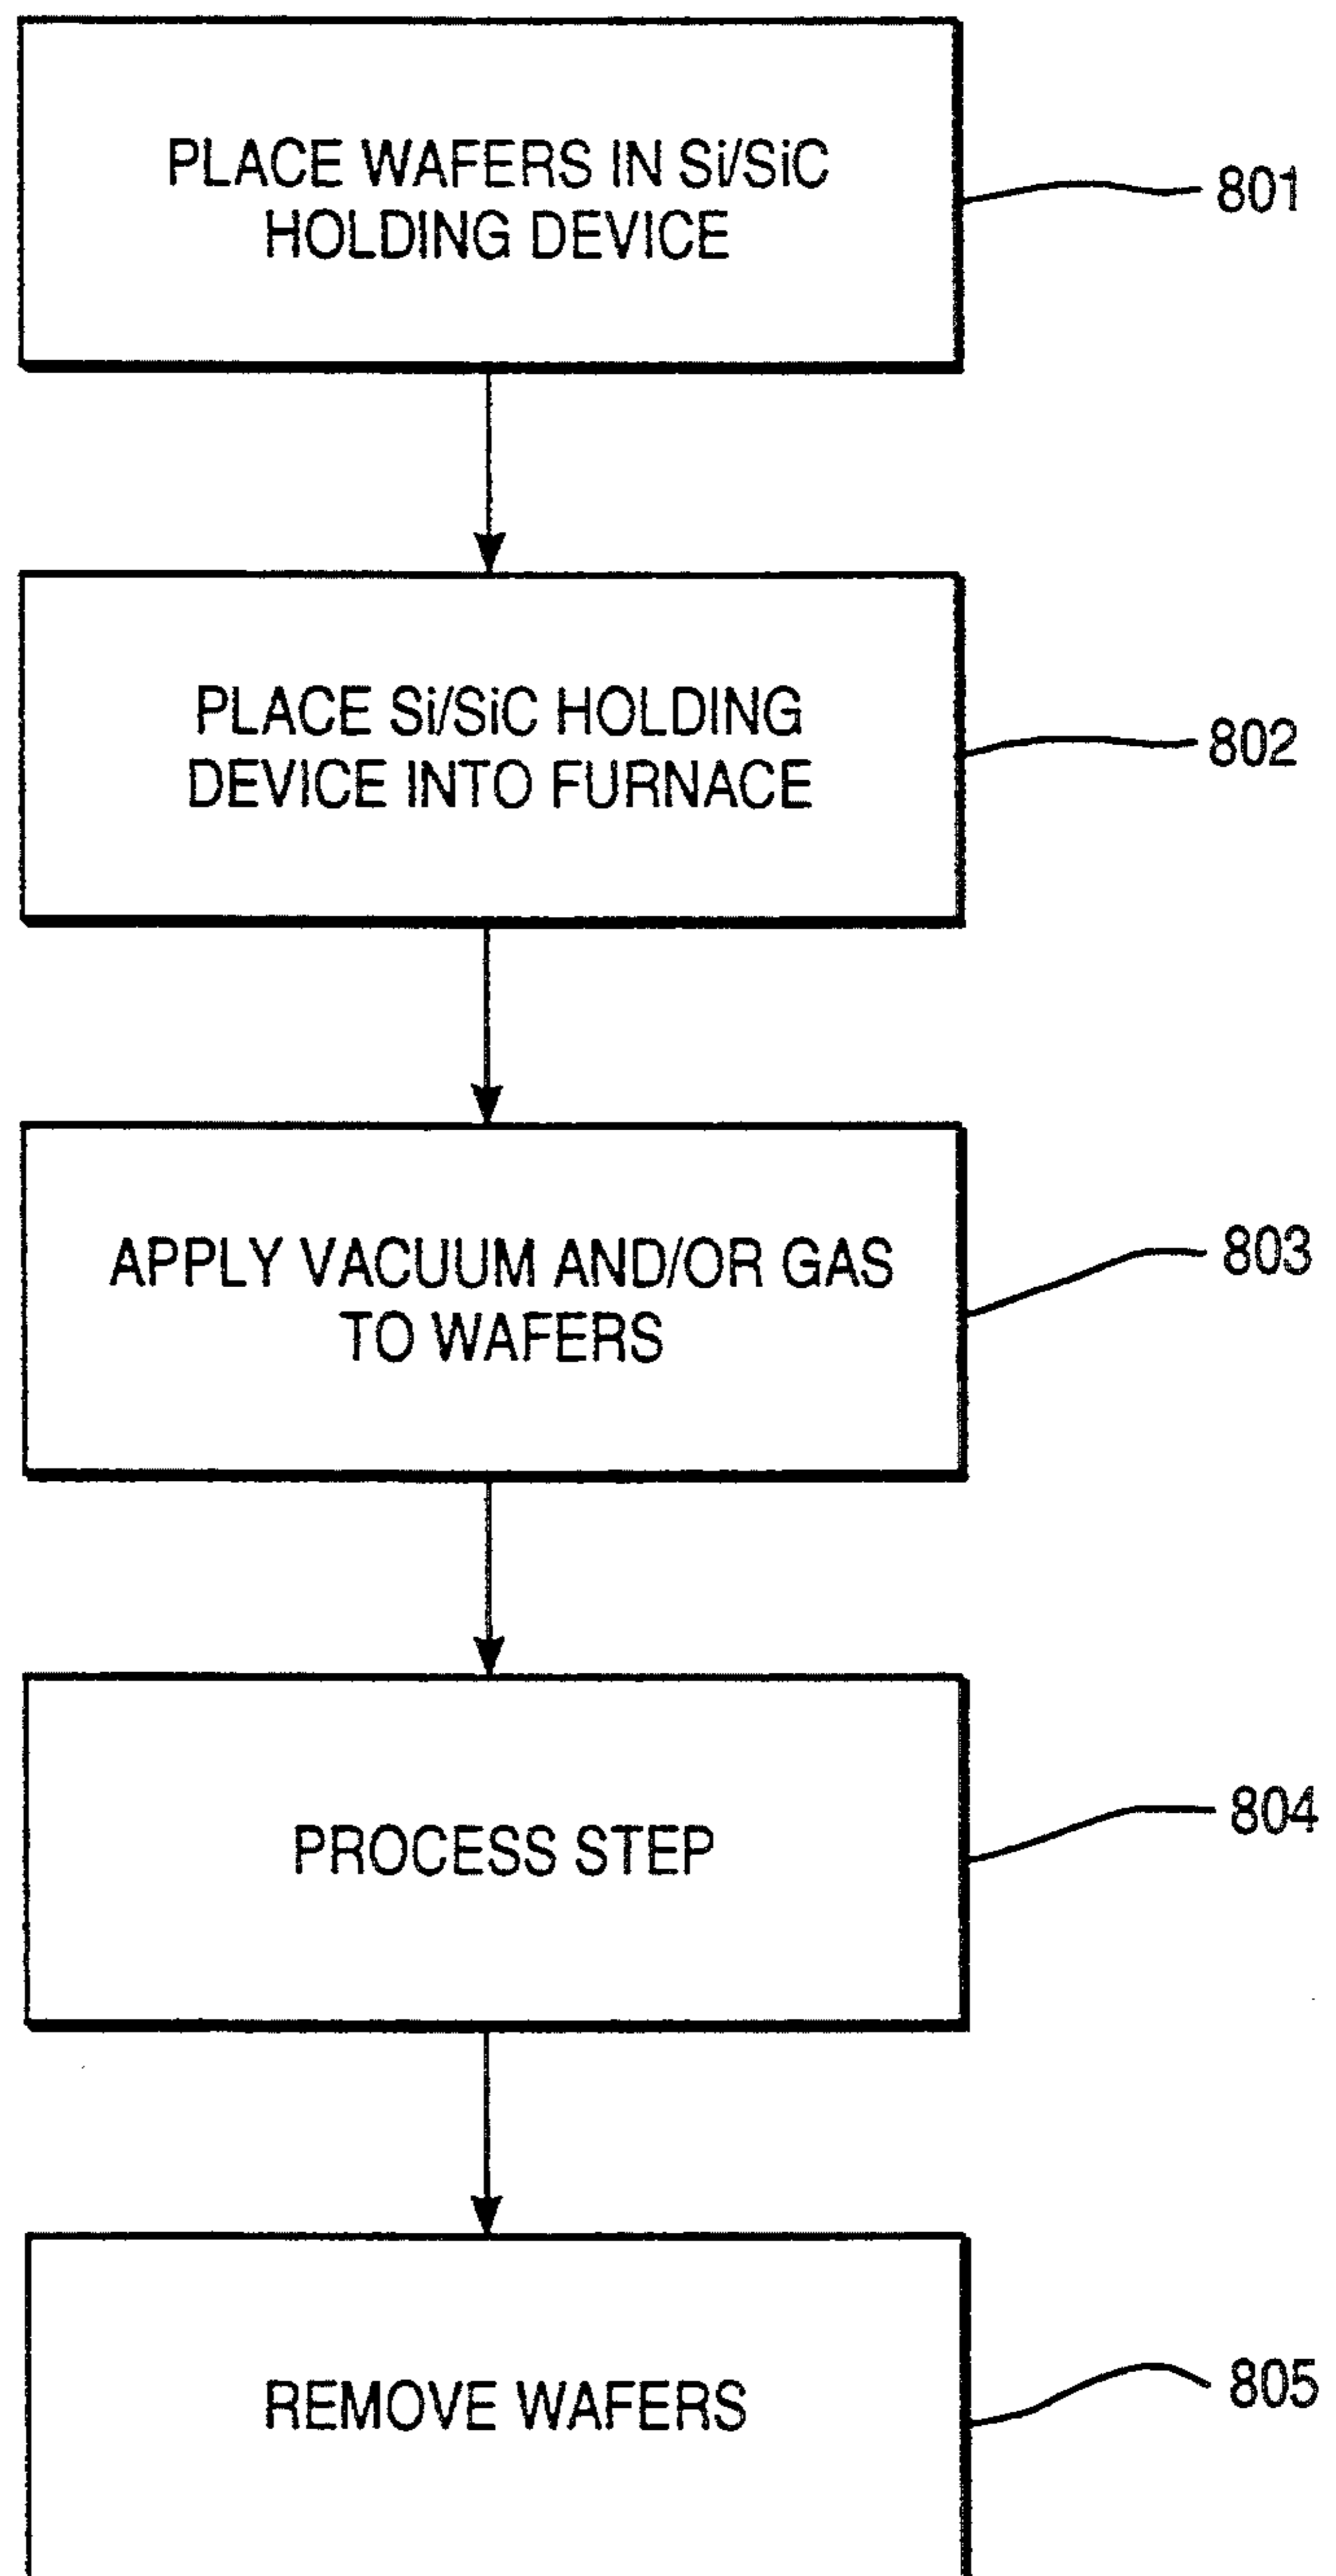 PLACE WAFERS IN Si/SiC
HOLDING DEVICE
801
PLACE Si/SiC HOLDING
DEVICE INTO FURNACE
802
APPLY VACUUM AND/OR GAS
TO WAFERS
803
PROCESS STEP
804
REMOVE WAFERS
805